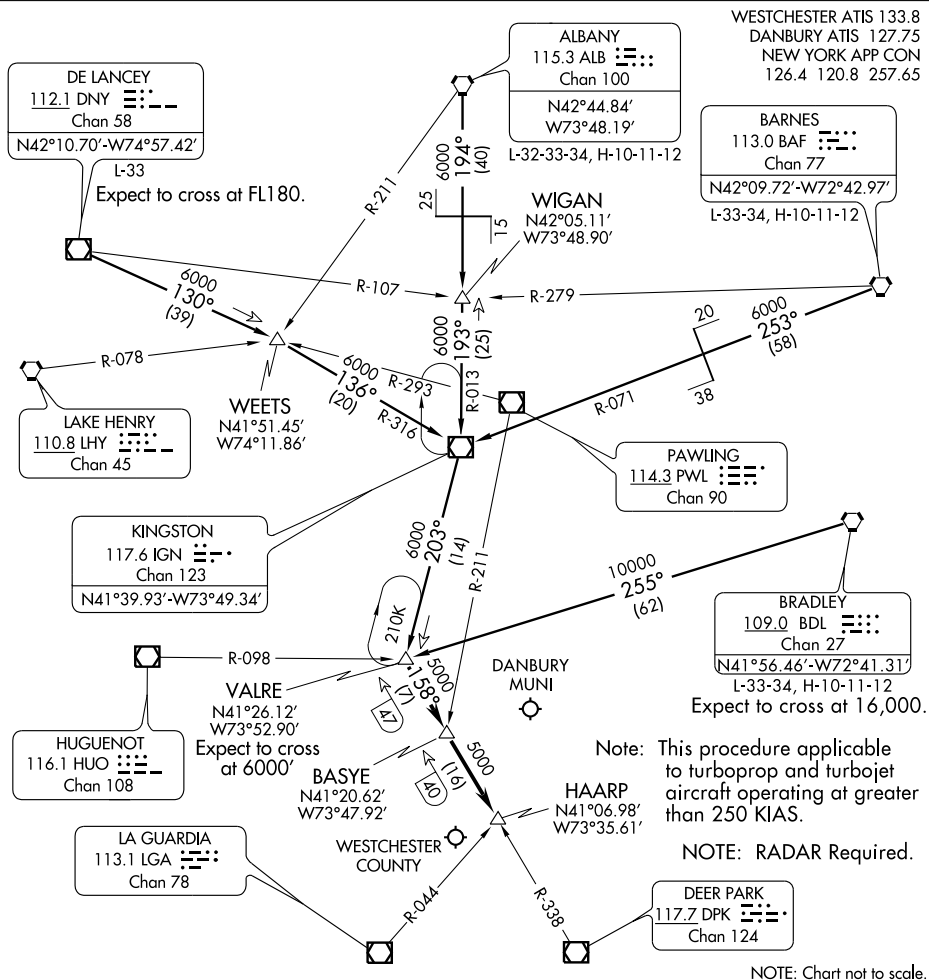 WESTCHESTER ATIS 133.8
DANBURY ATIS 127.75
NEW YORK APP CON
126.4 120.8 257.65
ALBANY
115.3 ALB
Chan 100
N42°44.84'
W73°48.19'
L-32-33-34, H-10-11-12
DE LANCEY
112.1 DNY
Chan 58
N42°10.70'-W74°57.42'
L-33
Expect to cross at FL180.
BARNES
113.0 BAF
Chan 77
N42°09.72'-W72°42.97'
L-33-34, H-10-11-12
R-211
6000
194°
(40)
25
15
WIGAN
N42°05.11'
W73°48.90'
6000
130°
(39)
R-107
R-279
6000
253°
(58)
20
38
R-071
R-078
6000
193°
(25)
R-013
6000
R-293
136°
(20)
R-316
WEETS
N41°51.45'
W74°11.86'
LAKE HENRY
110.8 LHY
Chan 45
PAWLING
114.3 PWL
Chan 90
KINGSTON
117.6 IGN
Chan 123
N41°39.93'-W73°49.34'
6000
203°
(14)
R-211
10000
255°
(62)
BRADLEY
109.0 BDL
Chan 27
N41°56.46'-W72°41.31'
L-33-34, H-10-11-12
Expect to cross at 16,000.
210K
R-098
HUGUENOT
116.1 HUO
Chan 108
VALRE
N41°26.12'
W73°52.90'
Expect to cross
at 6000'
5000
158°
(7)
47
DANBURY
MUNI
BASYE
N41°20.62'
W73°47.92'
5000
(16)
40
HAARP
N41°06.98'
W73°35.61'
Note: This procedure applicable
to turboprop and turbojet
aircraft operating at greater
than 250 KIAS.
NOTE: RADAR Required.
WESTCHESTER
COUNTY
LA GUARDIA
113.1 LGA
Chan 78
R-044
R-338
DEER PARK
117.7 DPK
Chan 124
NOTE: Chart not to scale.